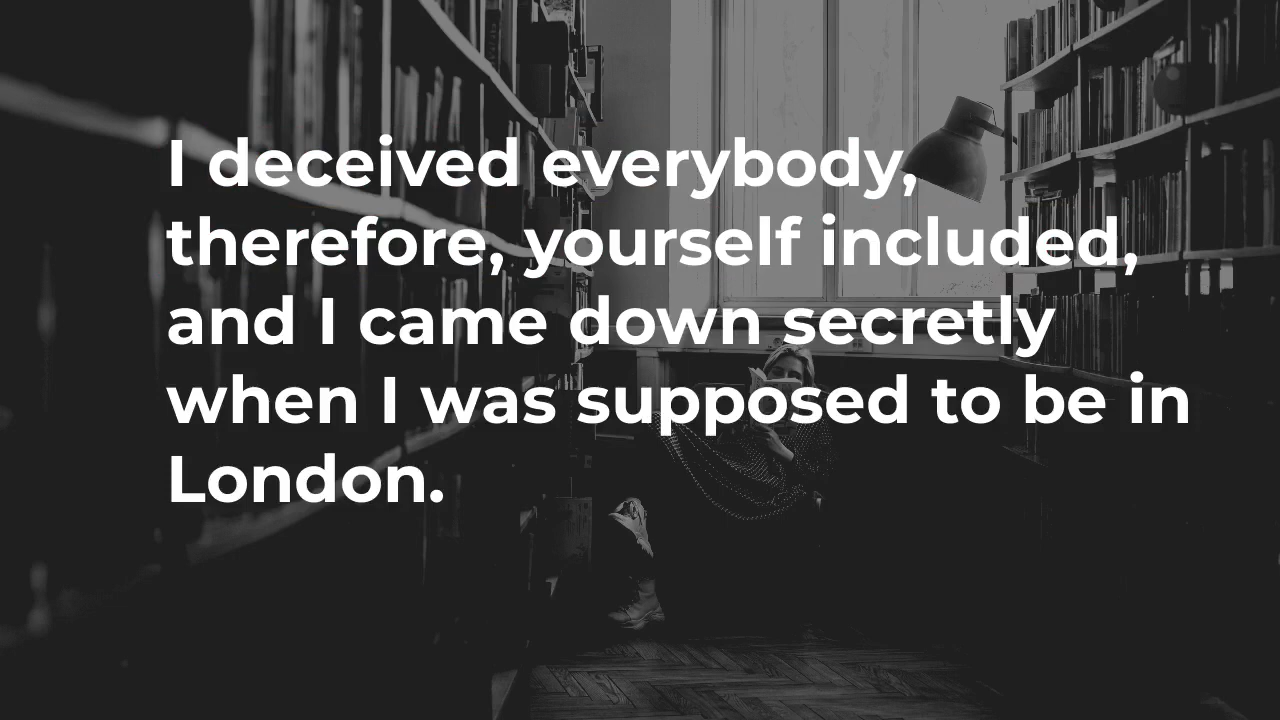 I deceived everybody,
therefore, yourself included,
and I came down secretly
when I was supposed to be in
London.